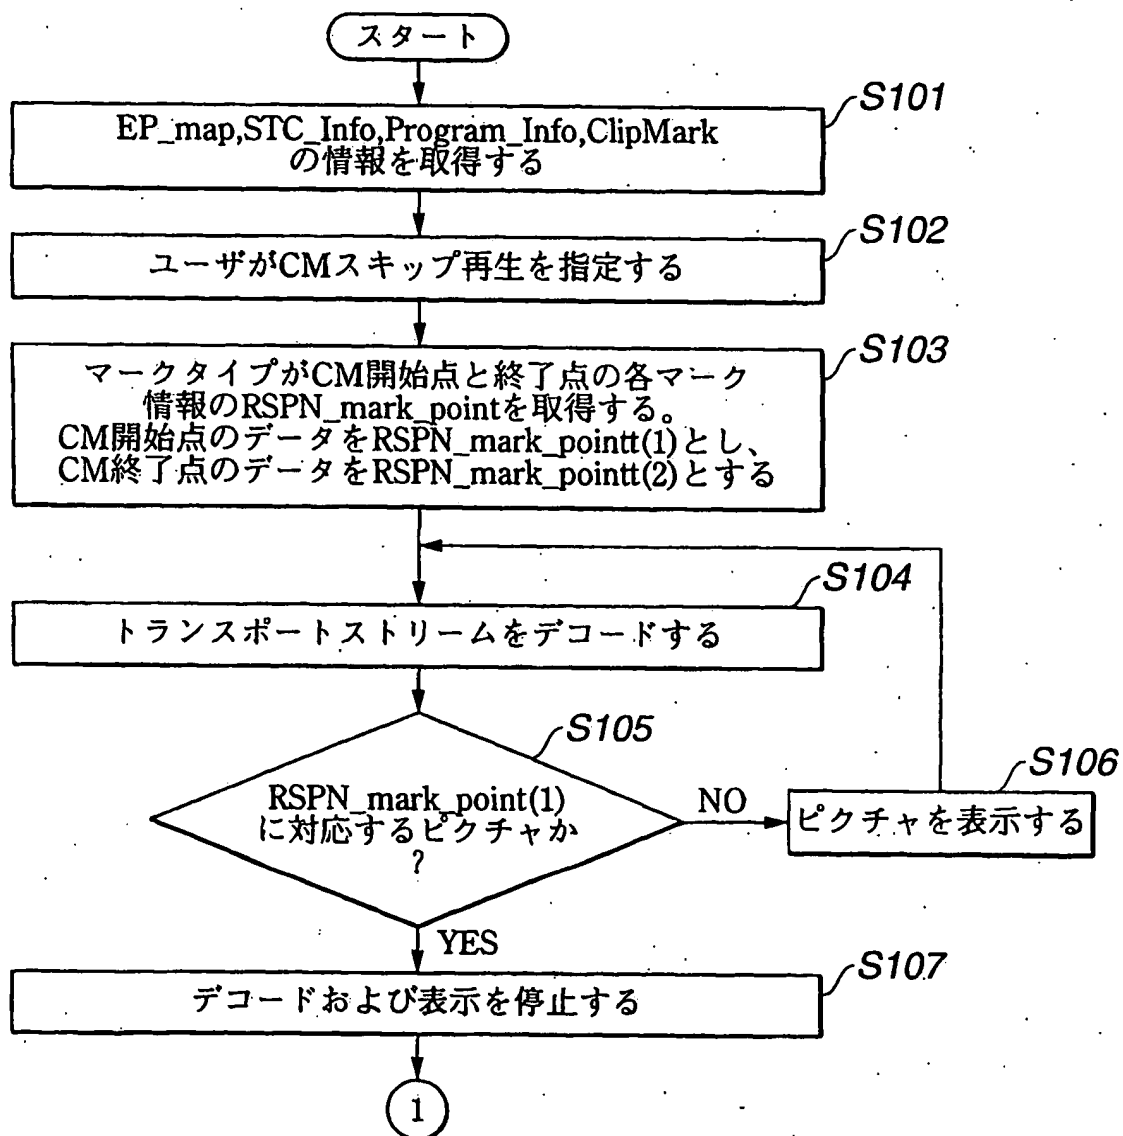 スタート
S101
EP_map,STC_Info,Program_Info,ClipMark
の情報を取得する
S102
ユーザがCMスキップ再生を指定する
S103
マークタイプがCM開始点と終了点の各マーク
情報のRSPN_mark_pointを取得する。
CM開始点のデータをRSPN_mark_pointt(1)とし、
CM終了点のデータをRSPN_mark_pointt(2)とする
S104
トランスポートストリームをデコードする
S105
RSPN_mark_point(1)
に対応するピクチャか
?
NO
S106
ピクチャを表示する
YES
S107
デコードおよび表示を停止する
1